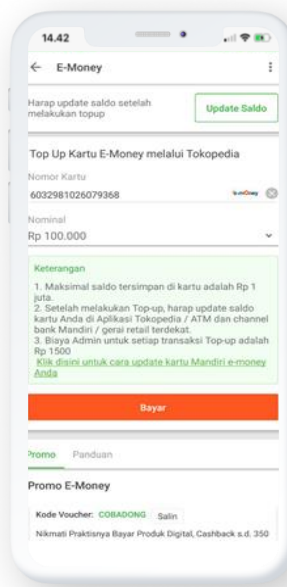 14.42
E-Money
Harap update saldo setelah
melakukan topup
Update Saldo
Top Up Kartu E-Money melalui Tokopedia
Nomor Kartu
6032981026079368
e-money
Nominal
Rp 100.000
Keterangan
1. Maksimal saldo tersimpan di kartu adalah Rp 1
juta.
2. Setelah melakukan Top-up, harap update saldo
kartu Anda di Aplikasi Tokopedia / ATM dan channel
bank Mandiri / gerai retail terdekat.
3. Biaya Admin untuk setiap transaksi Top-up adalah
Rp 1500
Klik disini untuk cara update kartu Mandiri e-money
Anda
Bayar
Promo Panduan
Promo E-Money
Kode Voucher: COBADONG Salin
Nikmati Praktisnya Bayar Produk Digital, Cashback s.d. 350